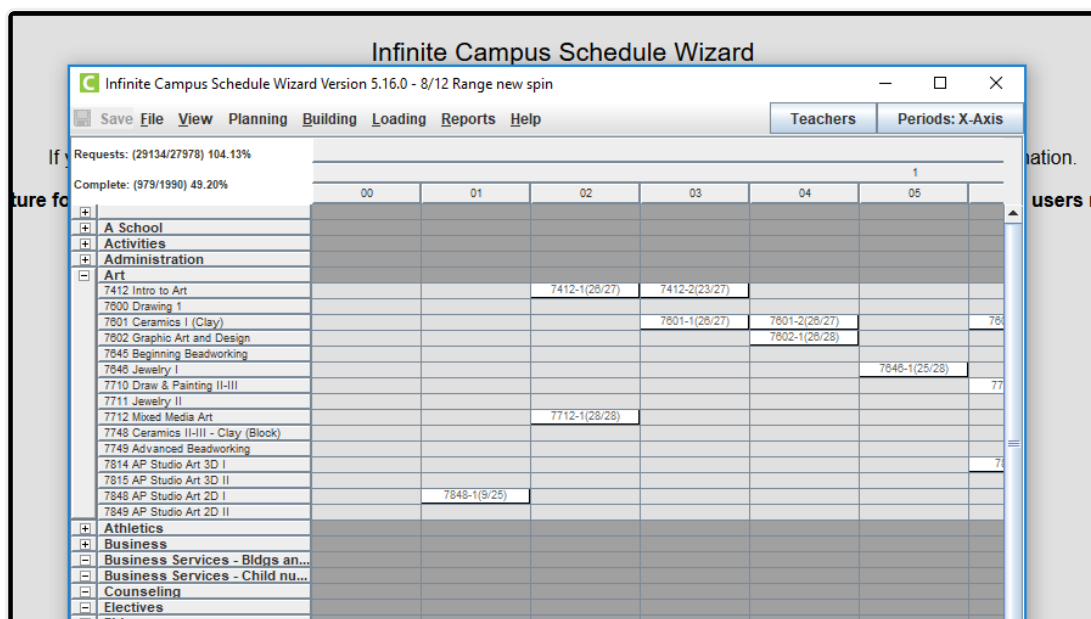 Infinite Campus Schedule Wizard
Infinite Campus Schedule Wizard Version 5.16.0 - 8/12 Range new spin
Save File View Planning Building Loading Reports Help Teachers Periods: X-Axis
If
Requests: (29134/27978) 104.13%
Complete: (979/1990) 49.20%
1
00 01 02 03 04 05
ation.
ture fo
users
A School
Activities
Administration
Art
7412 Intro to Art 7412-1(26/27) 7412-2(23/27)
7600 Drawing 1
7601 Ceramics I (Clay) 7601-1(26/27) 7601-2(26/27) 760
7602 Graphic Art and Design 7602-1(26/28)
7645 Beginning Beadworking
7646 Jewelry I 7646-1(25/28)
7710 Draw & Painting II-III 77
7711 Jewelry II
7712 Mixed Media Art 7712-1(28/28)
7748 Ceramics II-III - Clay (Block)
7749 Advanced Beadworking
7814 AP Studio Art 3D I 78
7815 AP Studio Art 3D II
7848 AP Studio Art 2D I 7848-1(9/25)
7849 AP Studio Art 2D II
Athletics
Business
Business Services - Bldgs an...
Business Services - Child nu...
Counseling
Electives